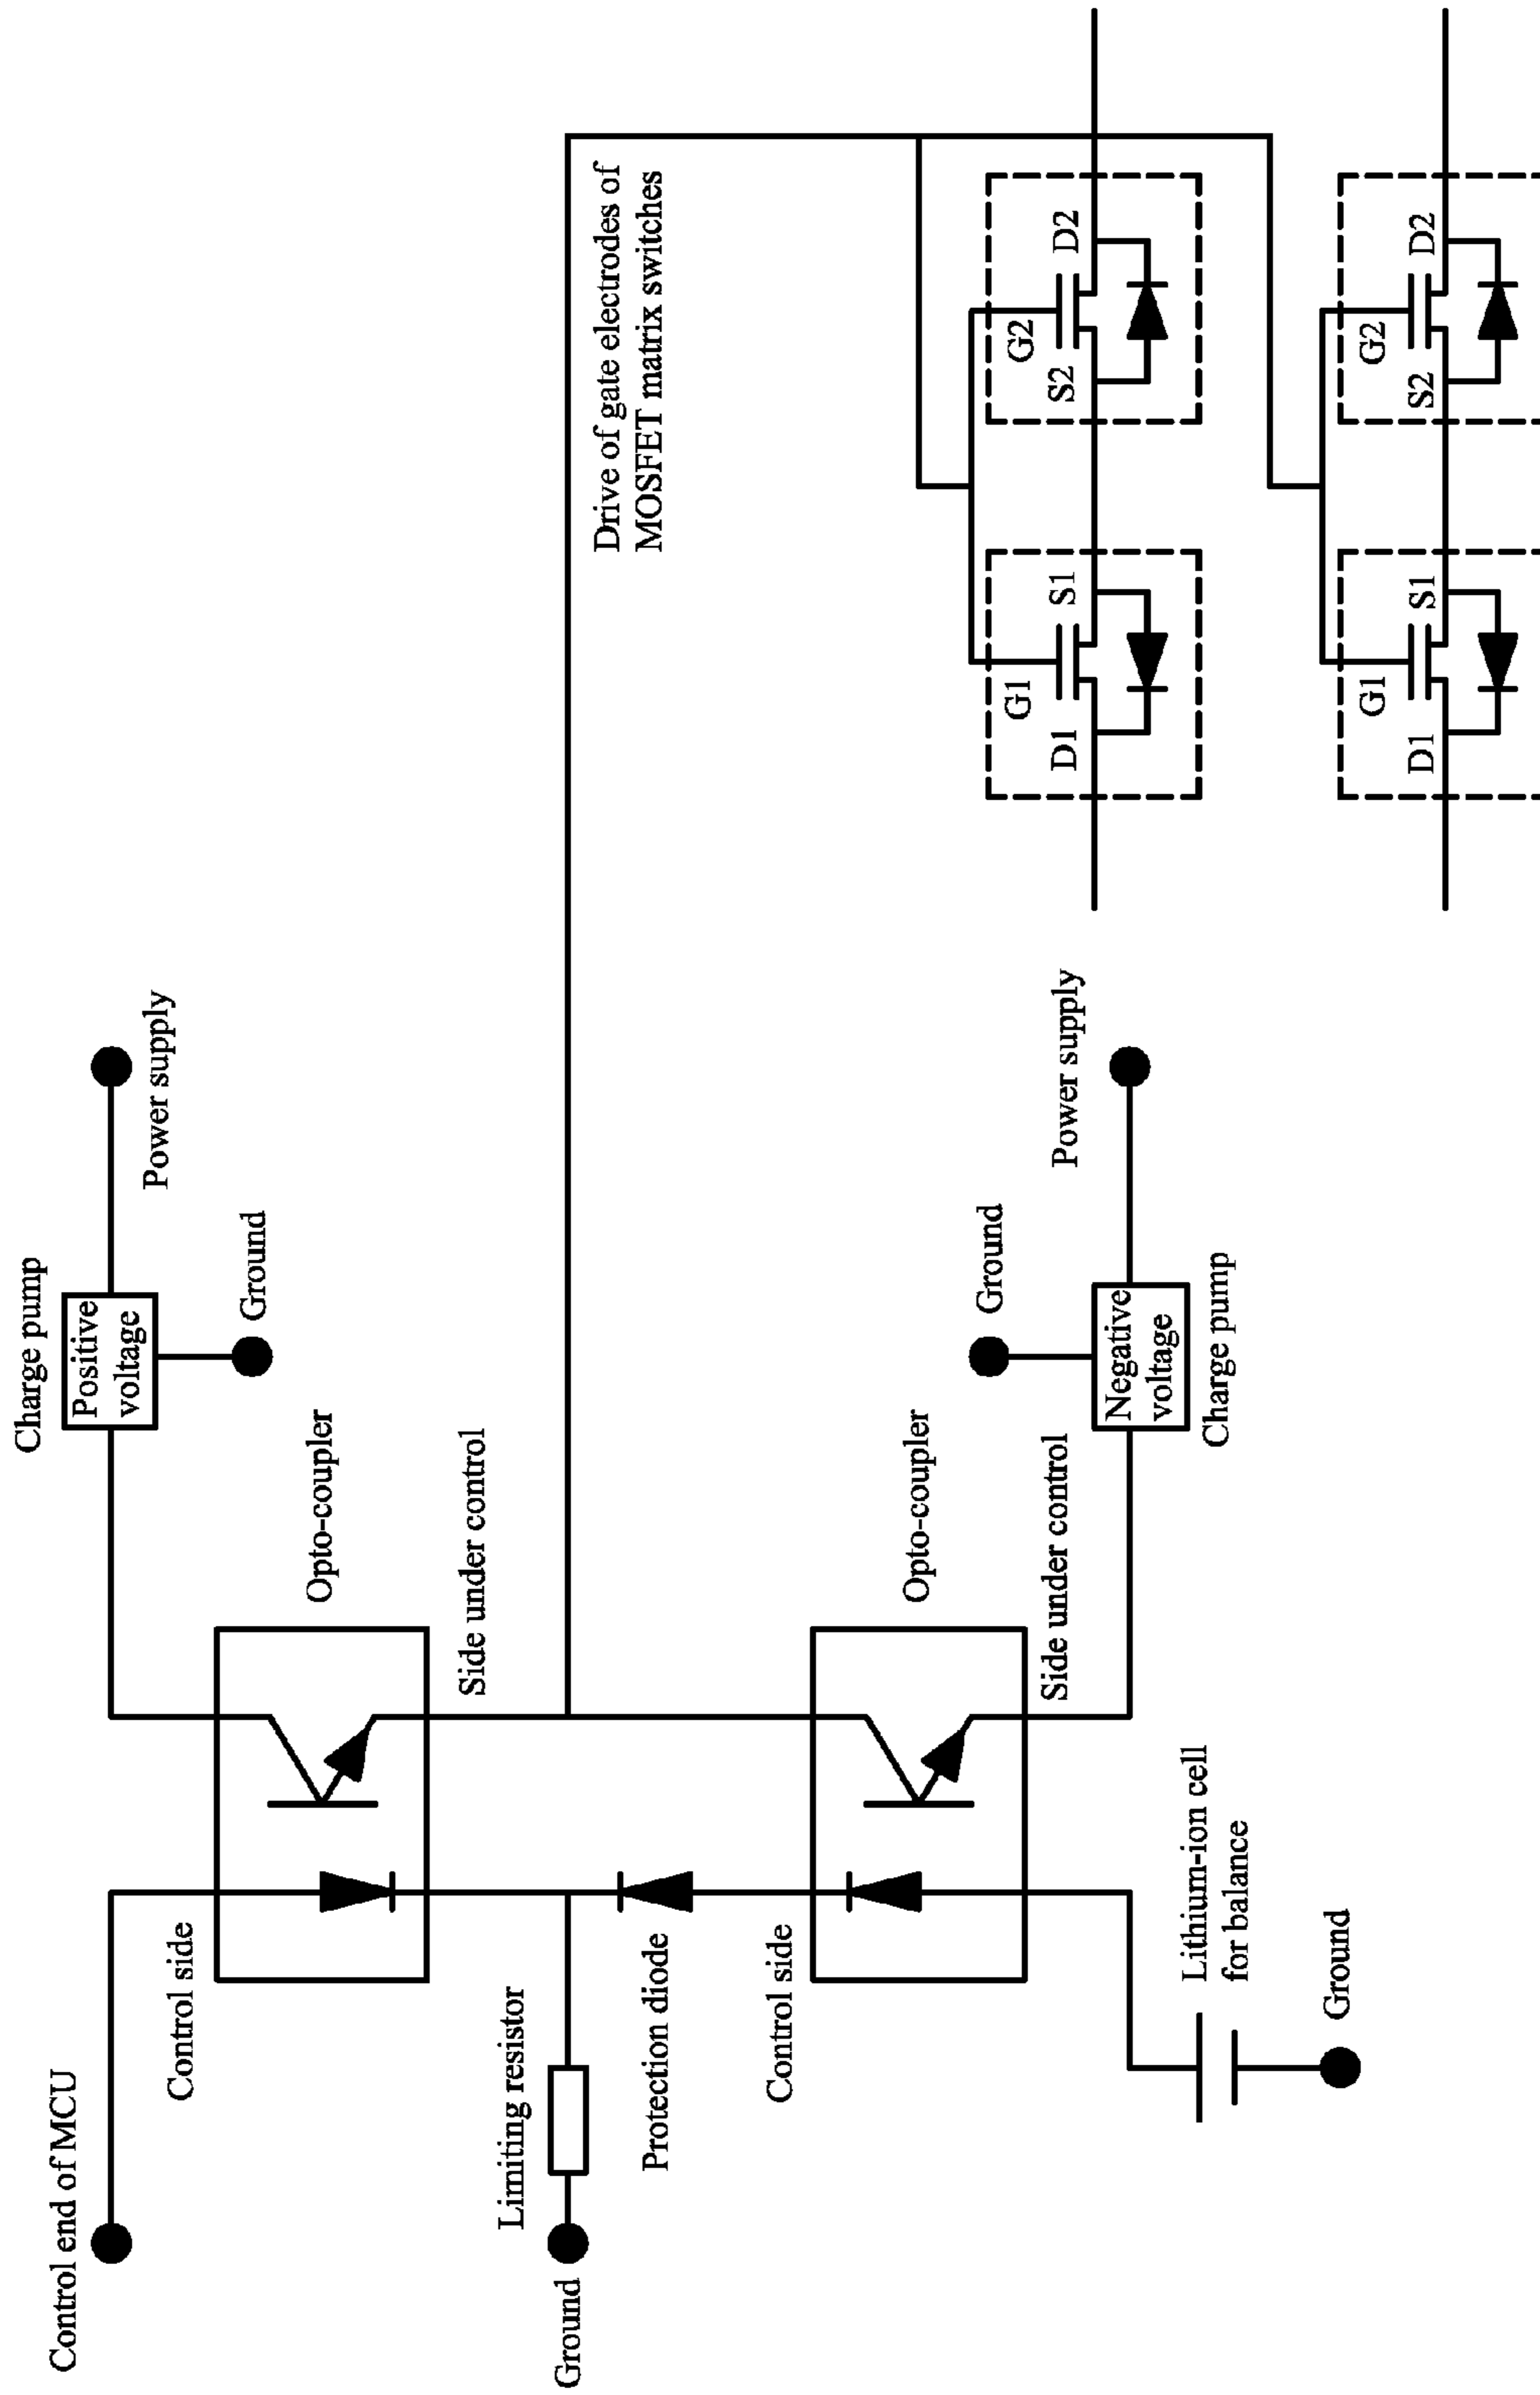 Control end of MCU
Control side
Charge pump
Positive
voltage
Power supply
Ground
Opto-coupler
Side under control
Limiting resistor
Ground
Protection diode
Drive of gate electrodes of
MOSFET matrix switches
Control side
Opto-coupler
Side under control
Ground
Negative
voltage
Charge pump
Power supply
Lithium-ion cell
for balance
Ground
G1
D1
S1
G2
S2
D2
G1
D1
S1
G2
S2
D2